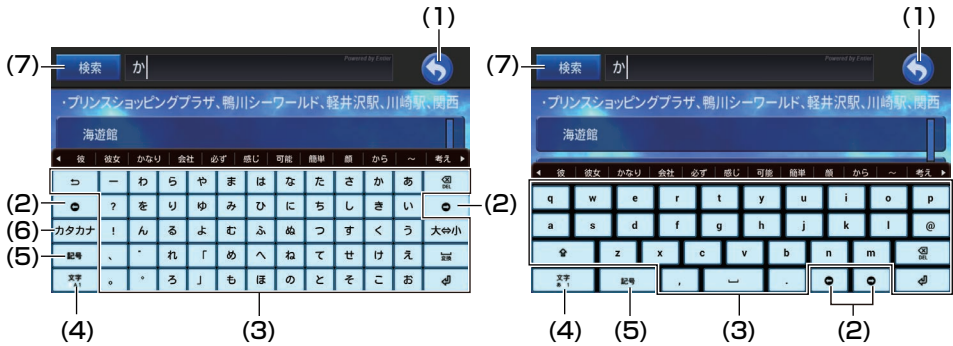 (1)
(7) 検索 か Powered by Emtor
・プリンスショッピングプラザ、鴨川シーワールド、軽井沢駅、川崎駅、関西
海遊館
彼 彼女 かなり 会社 必ず 感じ 可能 簡単 顔 から ～ 考え
ー わ ら や ま は な た さ か あ DEL
(2) ? を り ゆ み ひ に ち し き い (2)
(6) カタカナ ! ん る よ む ふ ぬ つ す く う 大⇔小
(5) 記号 、 ゛ れ 「 め へ ね て せ け え 変換
文字 。 ゜ ろ 」 も ほ の と そ こ お
(4) (3)
(1)
(7) 検索 か
・プリンスショッピングプラザ、鴨川シーワールド、軽井沢駅、川崎駅、関西
海遊館
彼 彼女 かなり 会社 必ず 感じ 可能 簡単 顔 から ～ 考え
q w e r t y u i o p
a s d f g h j k l @
z x c v b n m DEL
文字 記号 , .
(4) (5) (3) (2)